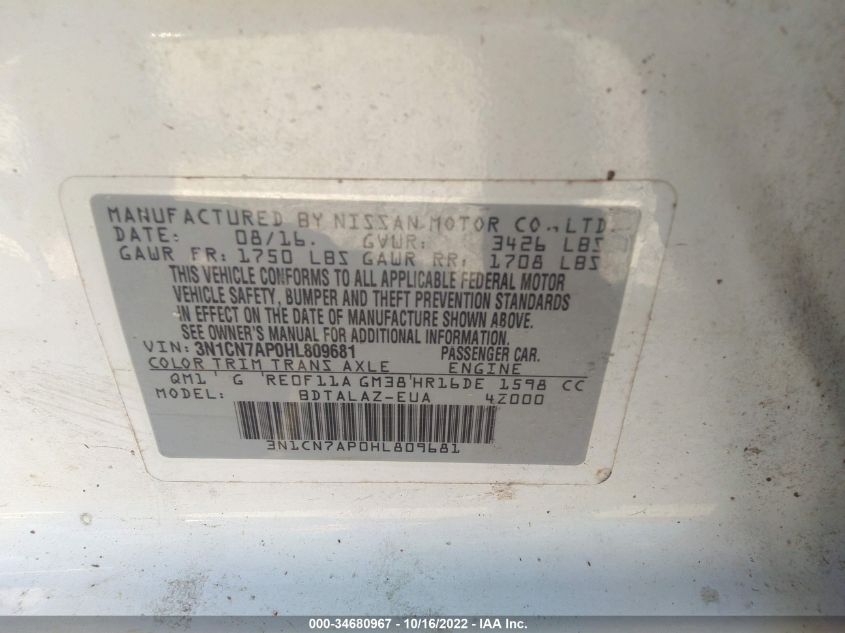 MANUFACTURED BY NISSAN MOTOR CO., LTD.
DATE: 08/16. GVWR: 3426 LBS
GAWR FR: 1750 LBS GAWR RR: 1708 LBS
THIS VEHICLE CONFORMS TO ALL APPLICABLE FEDERAL MOTOR
VEHICLE SAFETY, BUMPER AND THEFT PREVENTION STANDARDS
IN EFFECT ON THE DATE OF MANUFACTURE SHOWN ABOVE.
SEE OWNER'S MANUAL FOR ADDITIONAL INFORMATION.
VIN: 3N1CN7AP0HL809681 PASSENGER CAR.
COLOR TRIM TRANS AXLE ENGINE
QM1 G RE0F11A GM38 HR16DE 1598 CC
MODEL: BDTALAZ-EUA 4Z000
3N1CN7AP0HL809681
000-34680967 - 10/16/2022 - IAA Inc.